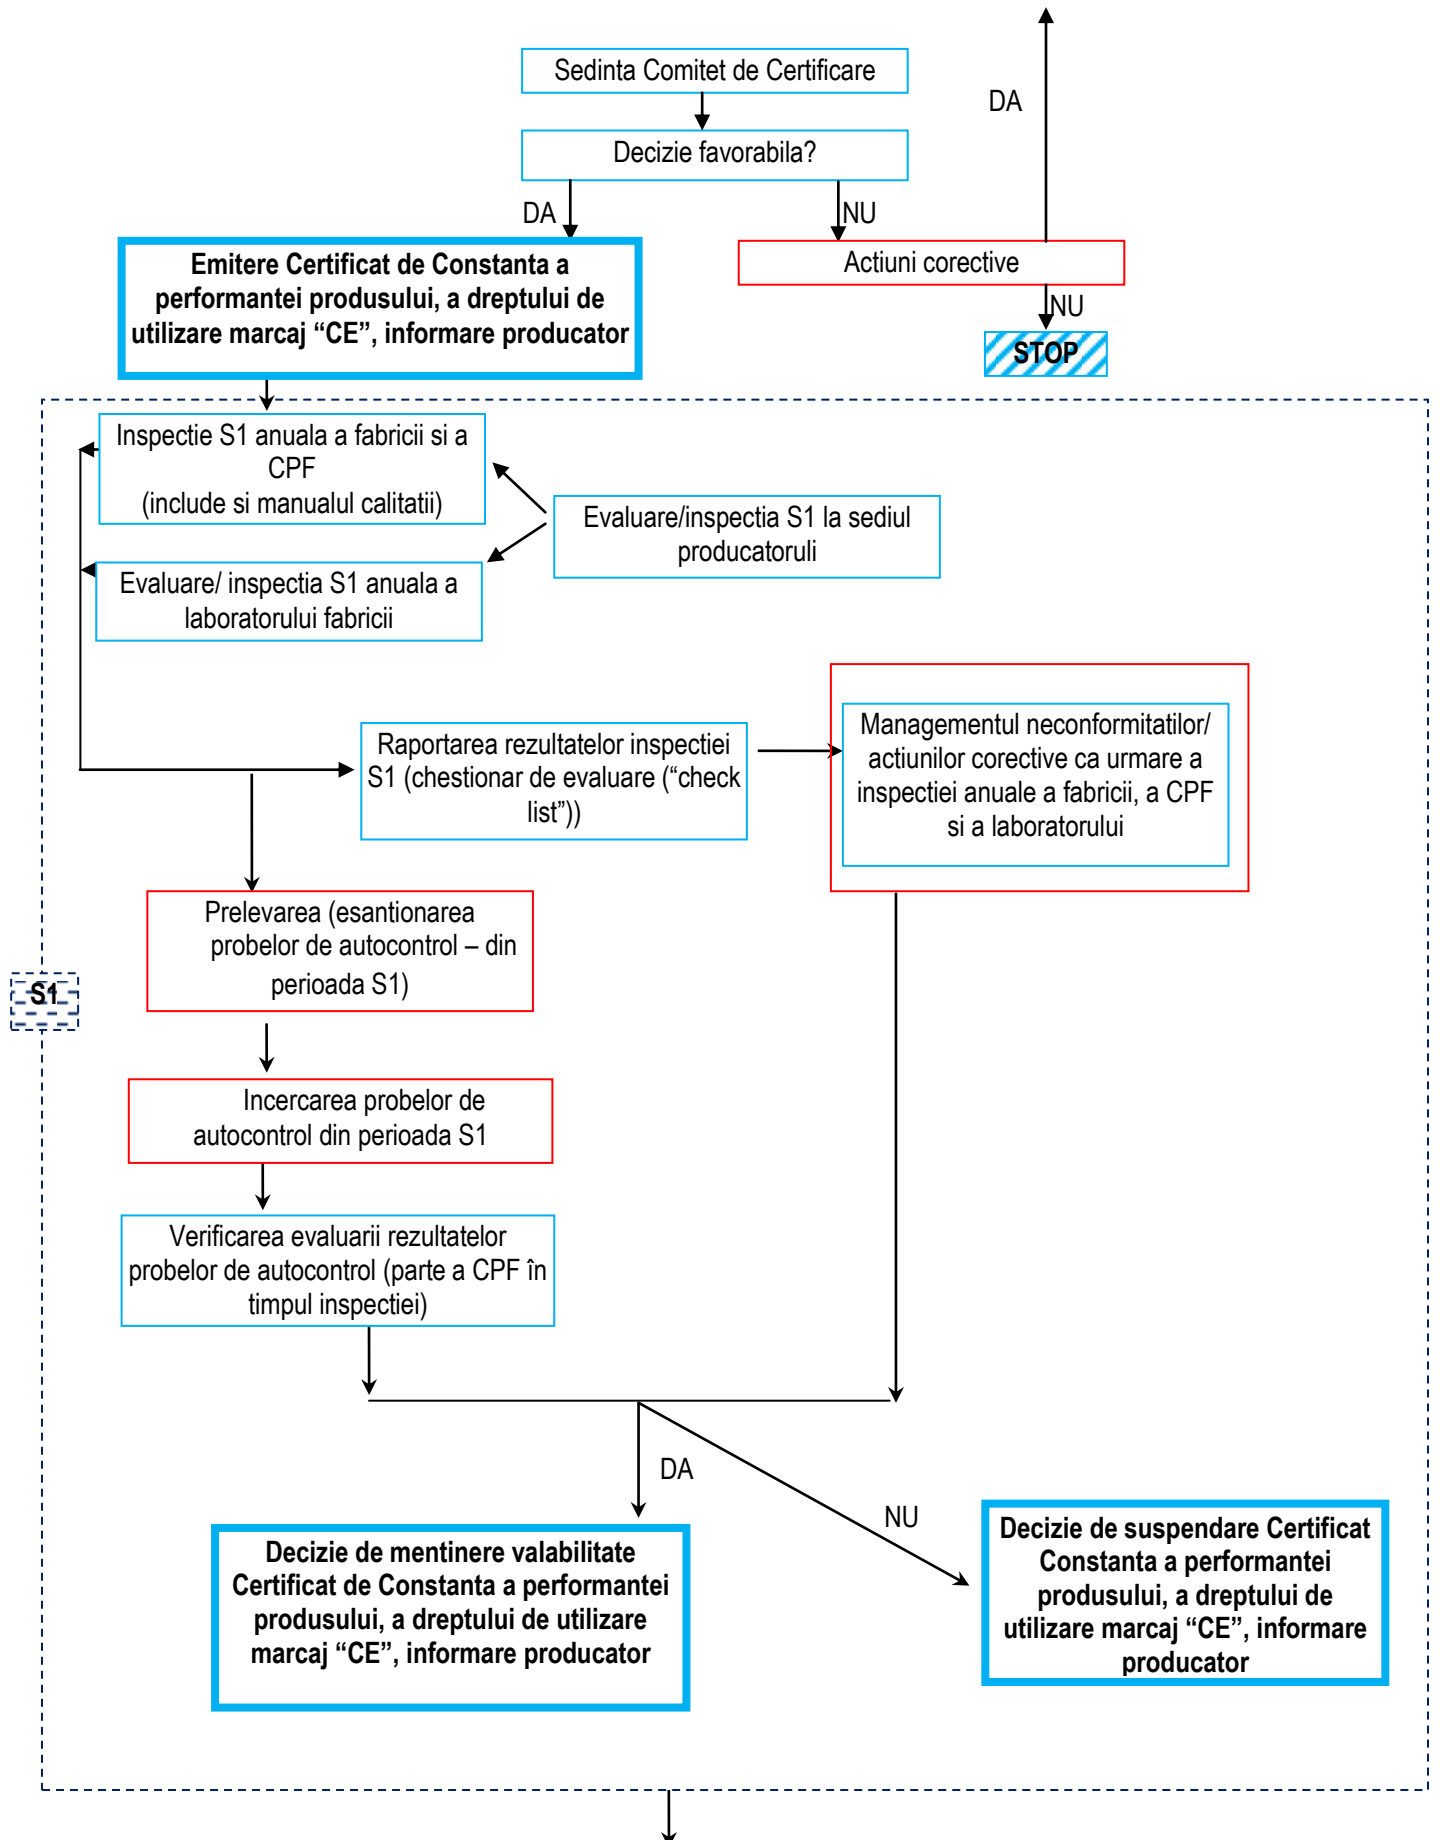 Sedinta Comitet de Certificare
DA
Decizie favorabila?
DA
NU
Emitere Certificat de Constanta a
performantei produsului, a dreptului de
utilizare marcaj “CE”, informare producator
Actiuni corective
NU
STOP
Inspectie S1 anuala a fabricii si a
CPF
(include si manualul calitatii)
Evaluare/inspectia S1 la sediul
producatoruli
Evaluare/ inspectia S1 anuala a
laboratorului fabricii
Raportarea rezultatelor inspectiei
S1 (chestionar de evaluare (“check
list”))
Managementul neconformitatilor/
actiunilor corective ca urmare a
inspectiei anuale a fabricii, a CPF
si a laboratorului
Prelevarea (esantionarea
probelor de autocontrol – din
perioada S1)
S1
Incercarea probelor de
autocontrol din perioada S1
Verificarea evaluarii rezultatelor
probelor de autocontrol (parte a CPF în
timpul inspectiei)
DA
NU
Decizie de mentinere valabilitate
Certificat de Constanta a performantei
produsului, a dreptului de utilizare
marcaj “CE”, informare producator
Decizie de suspendare Certificat
Constanta a performantei
produsului, a dreptului de
utilizare marcaj “CE”, informare
producator